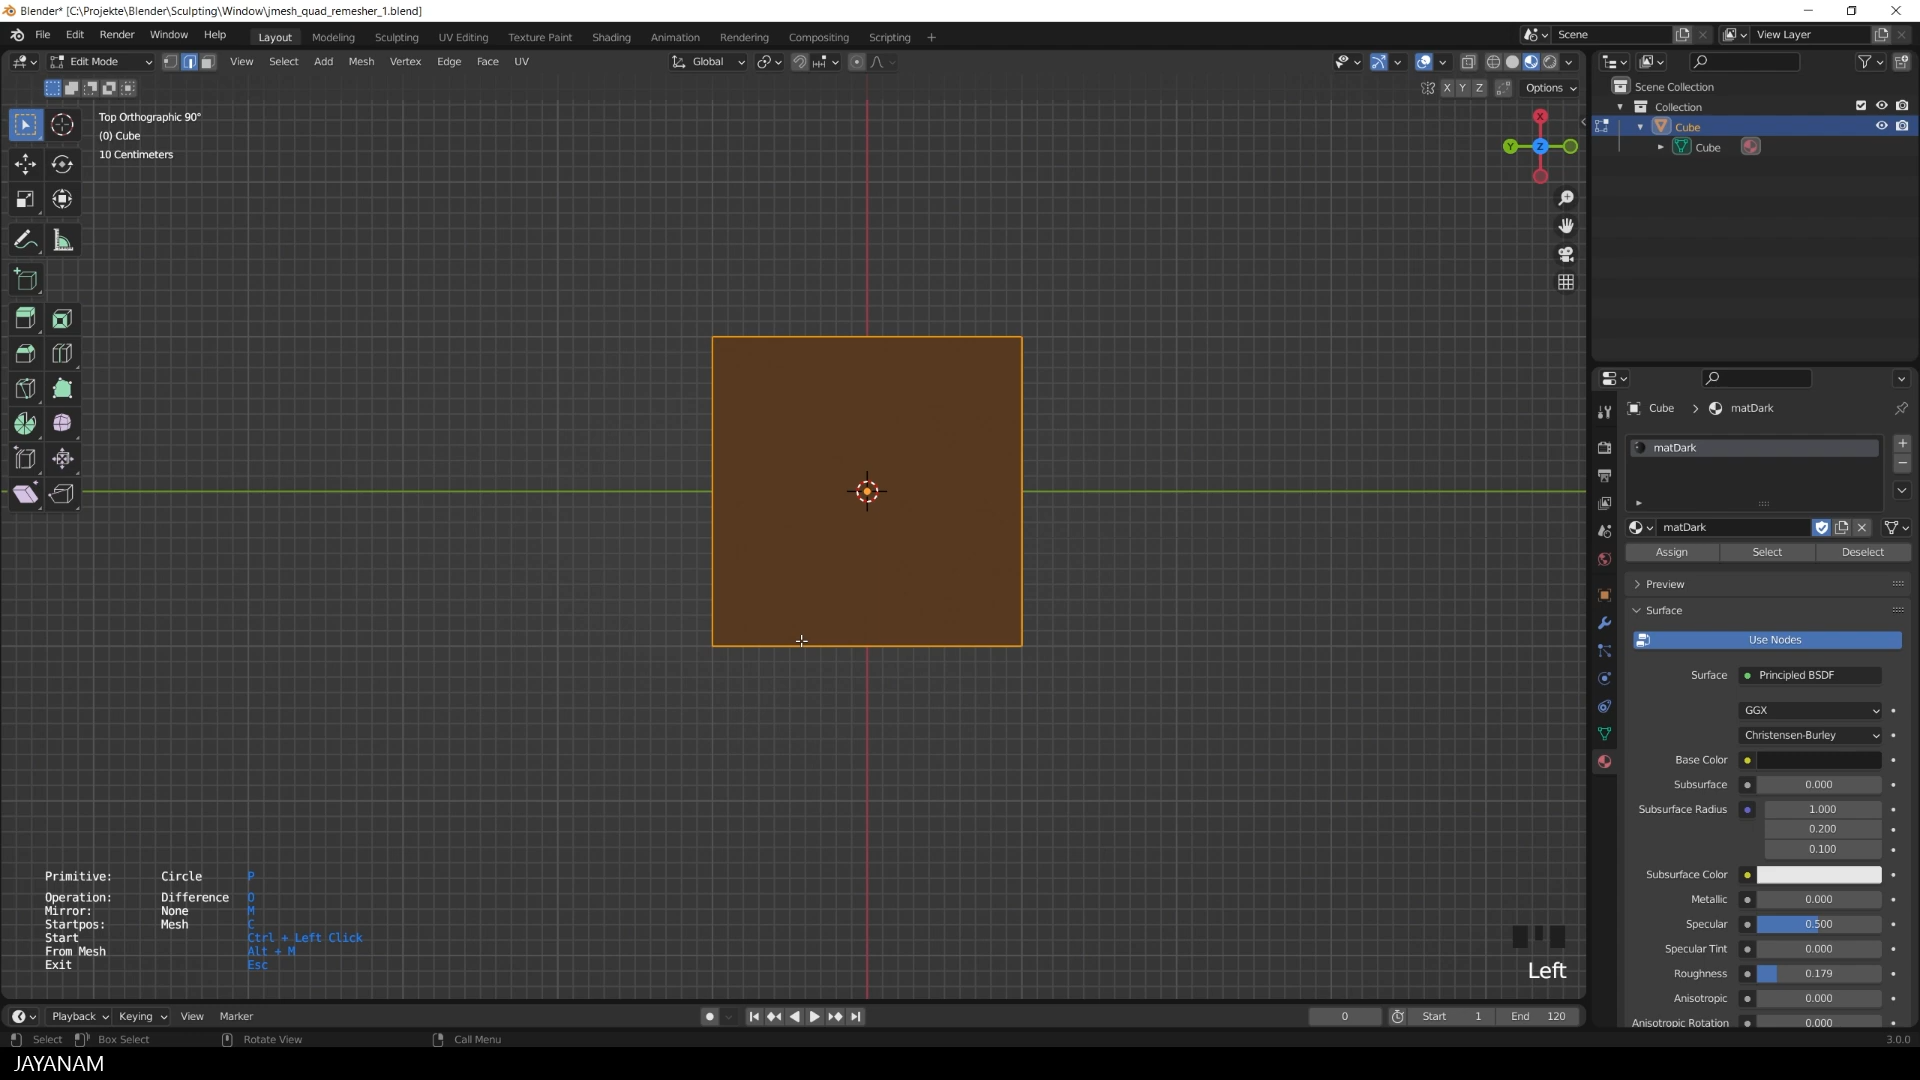 Blender* [C:\Projekte\Blender\Sculpting\Window\jmesh_quad_remesher_1.blend]
File Edit Render Window Help Layout Modeling Sculpting UV Editing Texture Paint Shading Animation Rendering Compositing Scripting + Scene View Layer
Edit Mode View Select Add Mesh Vertex Edge Face UV Global
X Y Z Options
Top Orthographic 90°
(0) Cube
10 Centimeters
X
Y
Z
Scene Collection
Collection
Cube
Cube
Cube > matDark
matDark
matDark
Assign Select Deselect
Preview
Surface
Use Nodes
Surface Principled BSDF
GGX
Christensen-Burley
Base Color
Subsurface 0.000
Subsurface Radius 1.000
0.200
0.100
Subsurface Color
Metallic 0.000
Specular 0.500
Specular Tint 0.000
Roughness 0.179
Anisotropic 0.000
Anisotropic Rotation 0.000
Primitive: Circle P
Operation: Difference O
Mirror: None M
Startpos: Mesh C
Start Ctrl + Left Click
From Mesh Alt + M
Exit Esc
Left
Playback Keying View Marker 0 Start 1 End 120
Select Box Select Rotate View Call Menu 3.0.0
JAYANAM